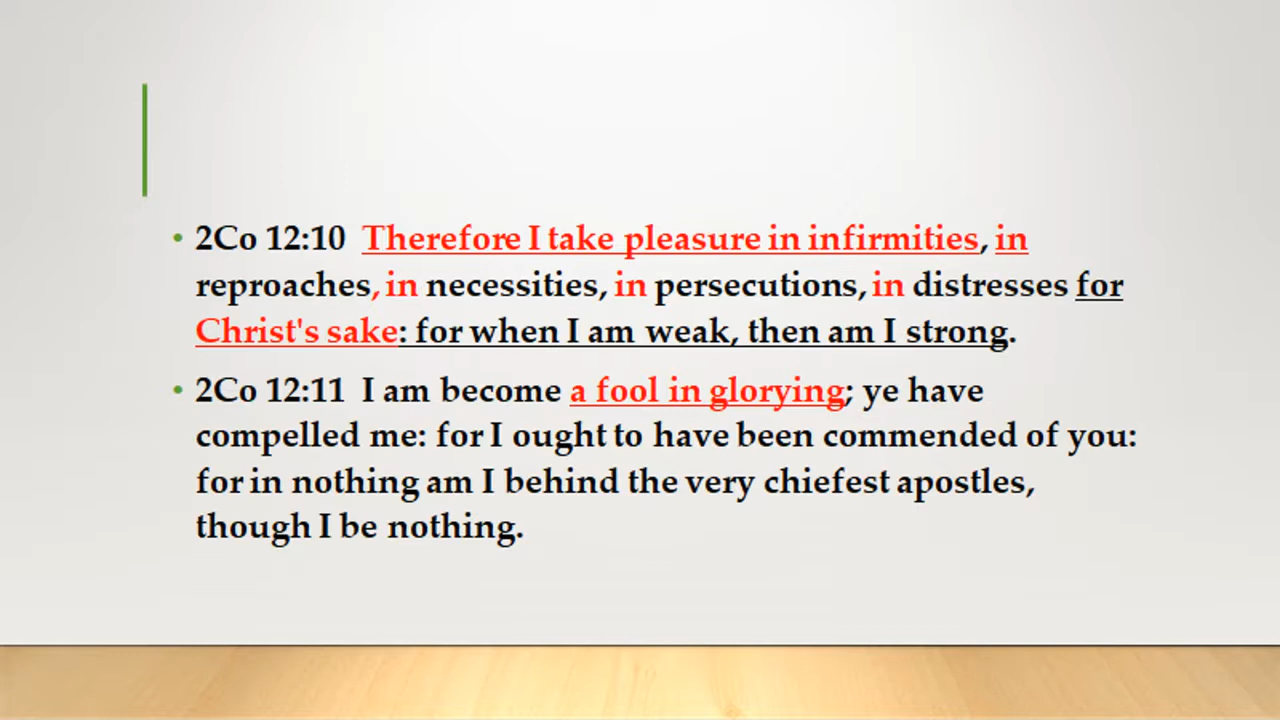 • 2Co 12:10  Therefore I take pleasure in infirmities, in
reproaches, in necessities, in persecutions, in distresses for
Christ's sake: for when I am weak, then am I strong.
• 2Co 12:11  I am become a fool in glorying; ye have
compelled me: for I ought to have been commended of you:
for in nothing am I behind the very chiefest apostles,
though I be nothing.